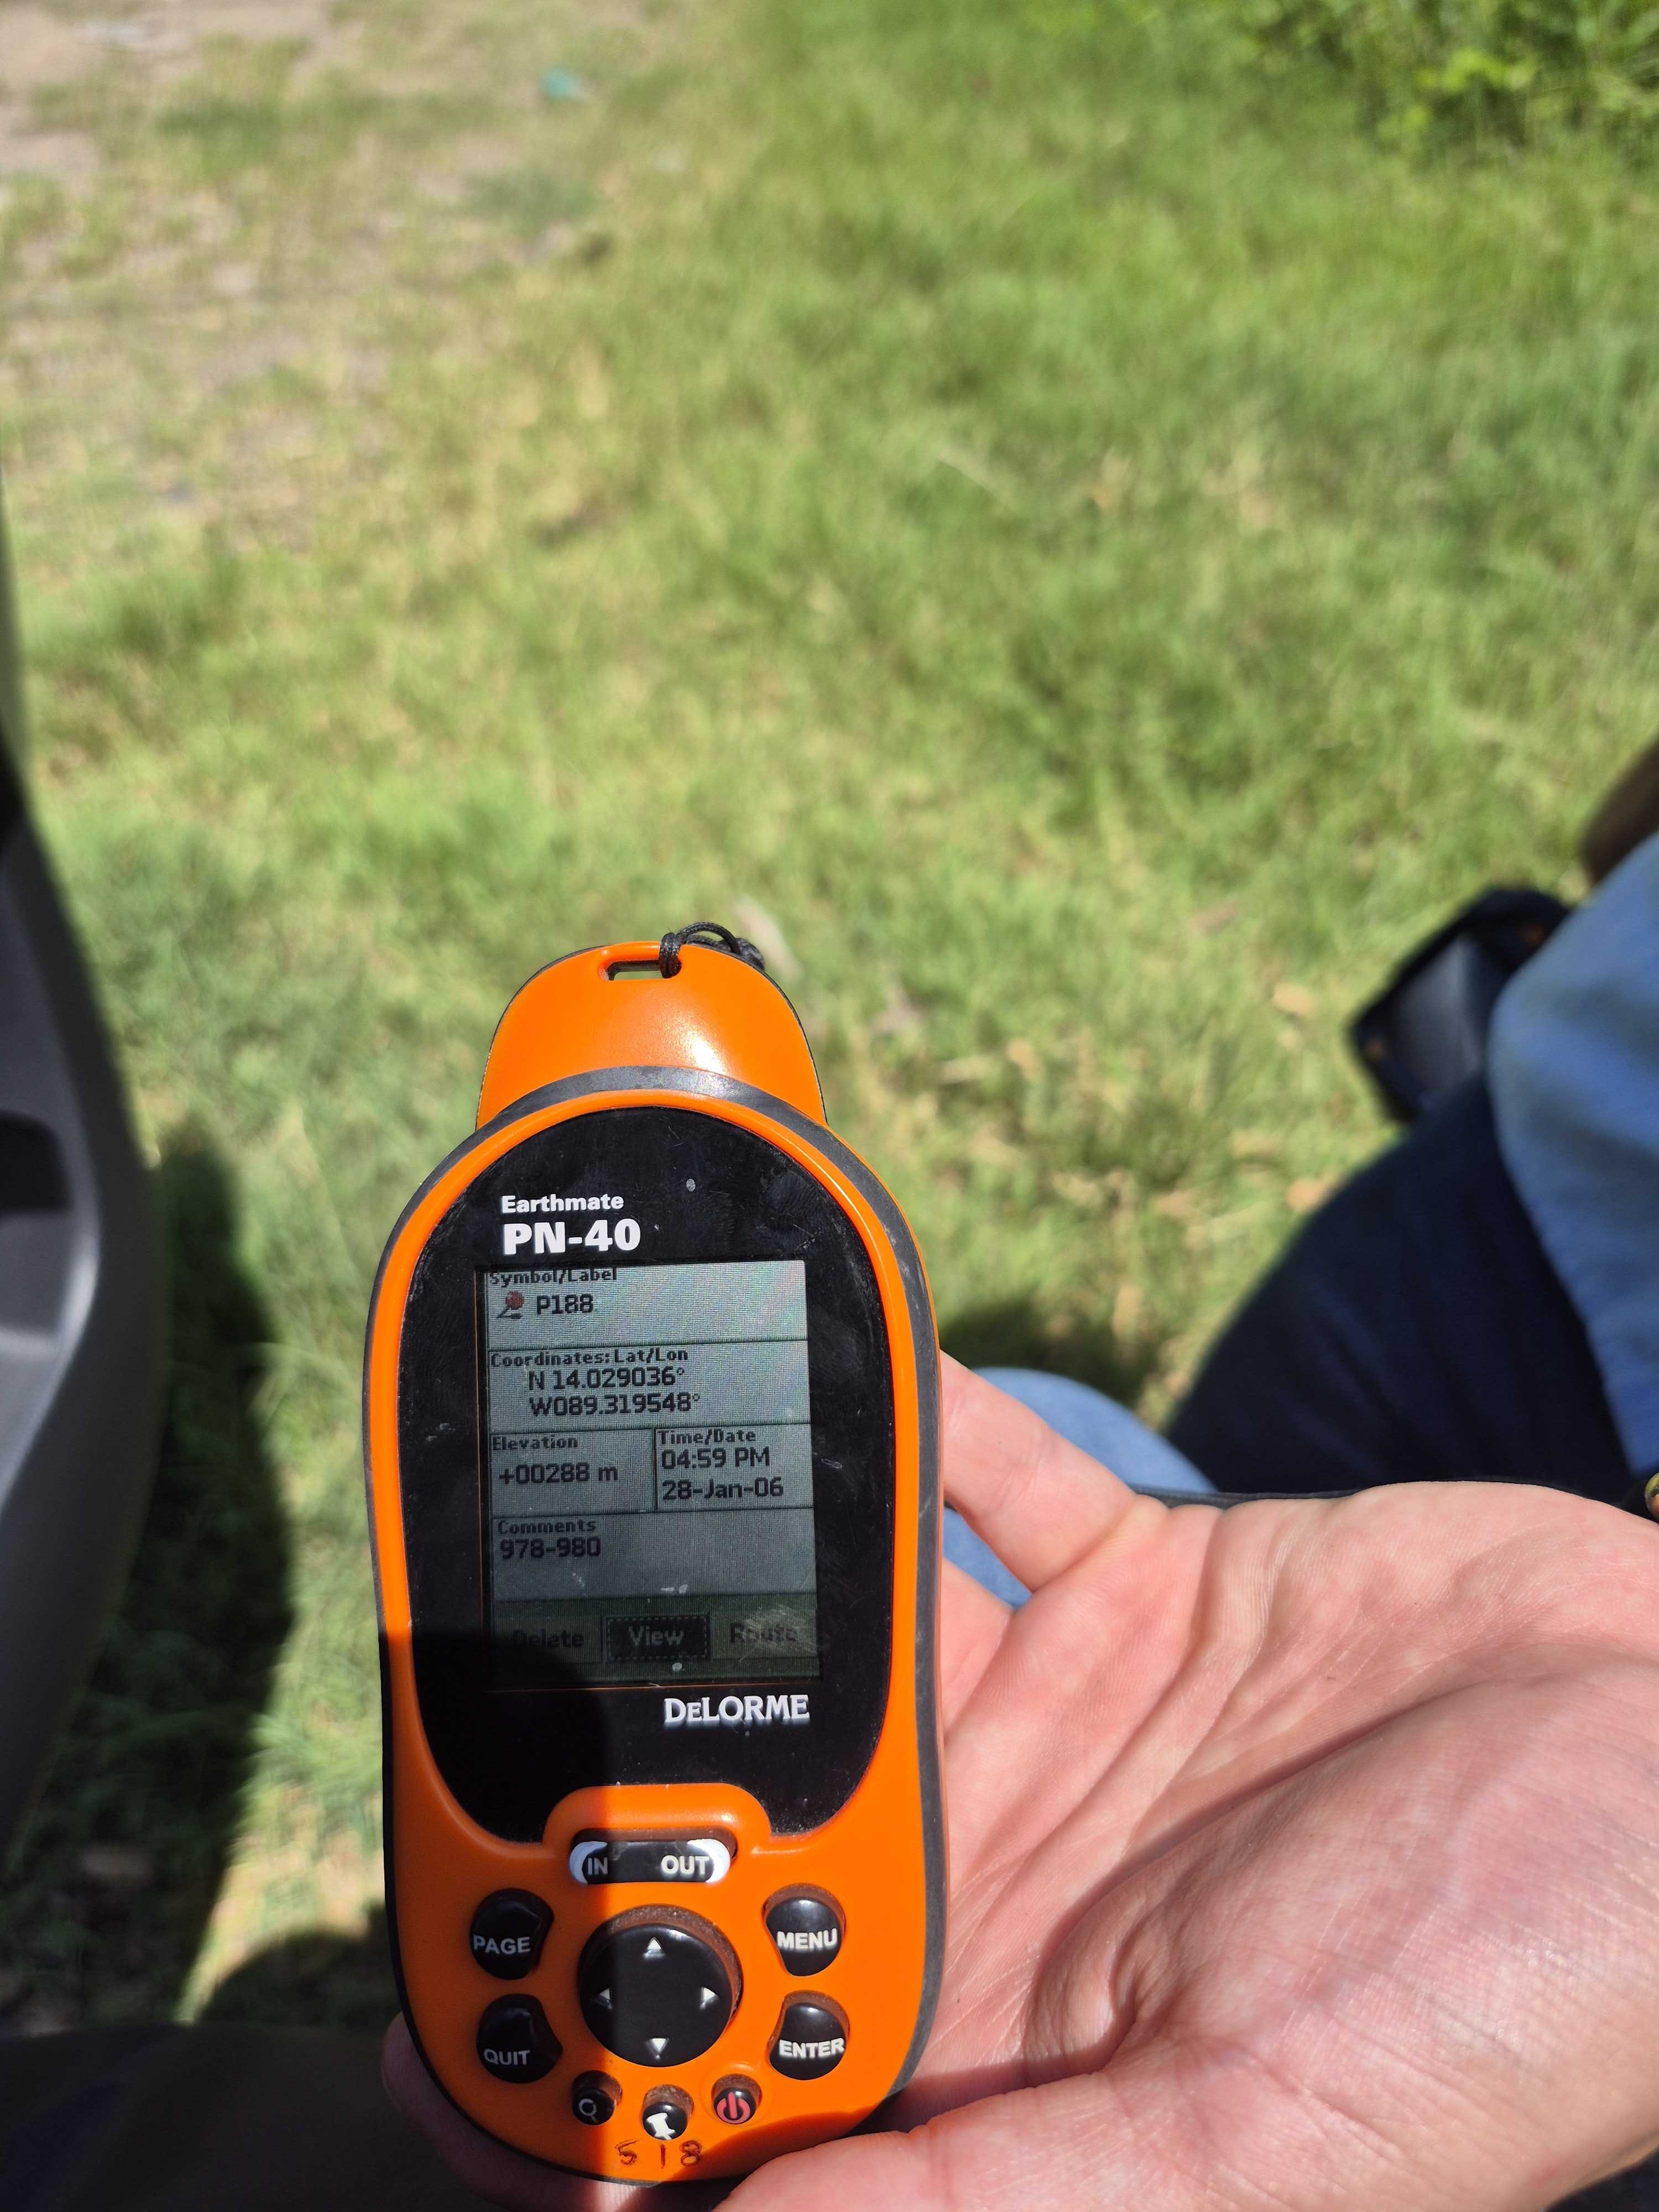 Earthmate
PN-40
Symbol/Label
P188
Coordinates: Lat/Lon
N 14.029036°
W089.319548°
Elevation
+00288 m
Time/Date
04:59 PM
28-Jan-06
Comments
978-980
Delete View Route
DELORME
IN OUT
PAGE MENU
QUIT ENTER
S18